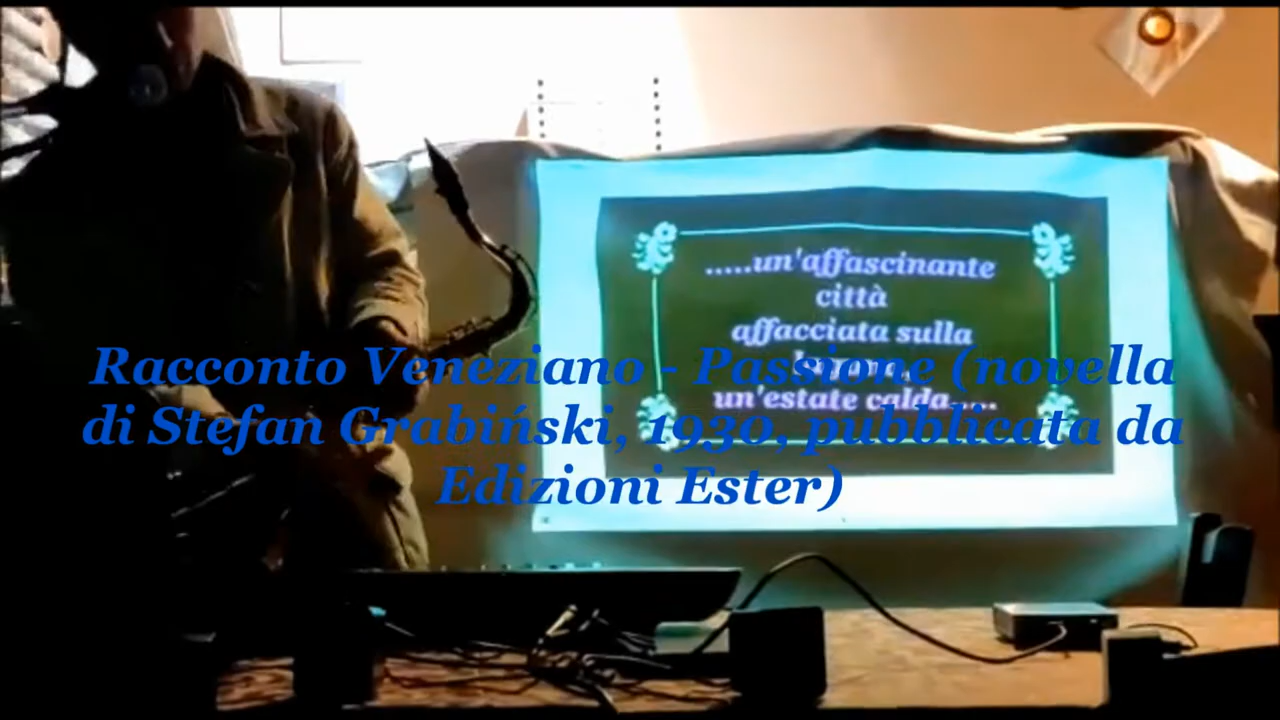 .....un'affascinante
città
affacciata sulla
laguna,
un'estate calda.....
Racconto Veneziano - Passione (novella
di Stefan Grabiński, 1930, pubblicata da
Edizioni Ester)